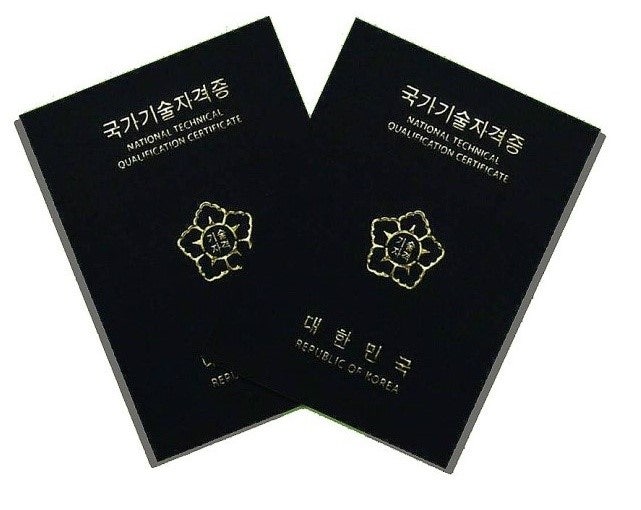 국가기술자격증
NATIONAL TECHNICAL
QUALIFICATION CERTIFICATE
기술
자격
REPU
국가기술자격증
NATIONAL TECHNICAL
QUALIFICATION CERTIFICATE
기술
자격
대한민국
REPUBLIC OF KOREA